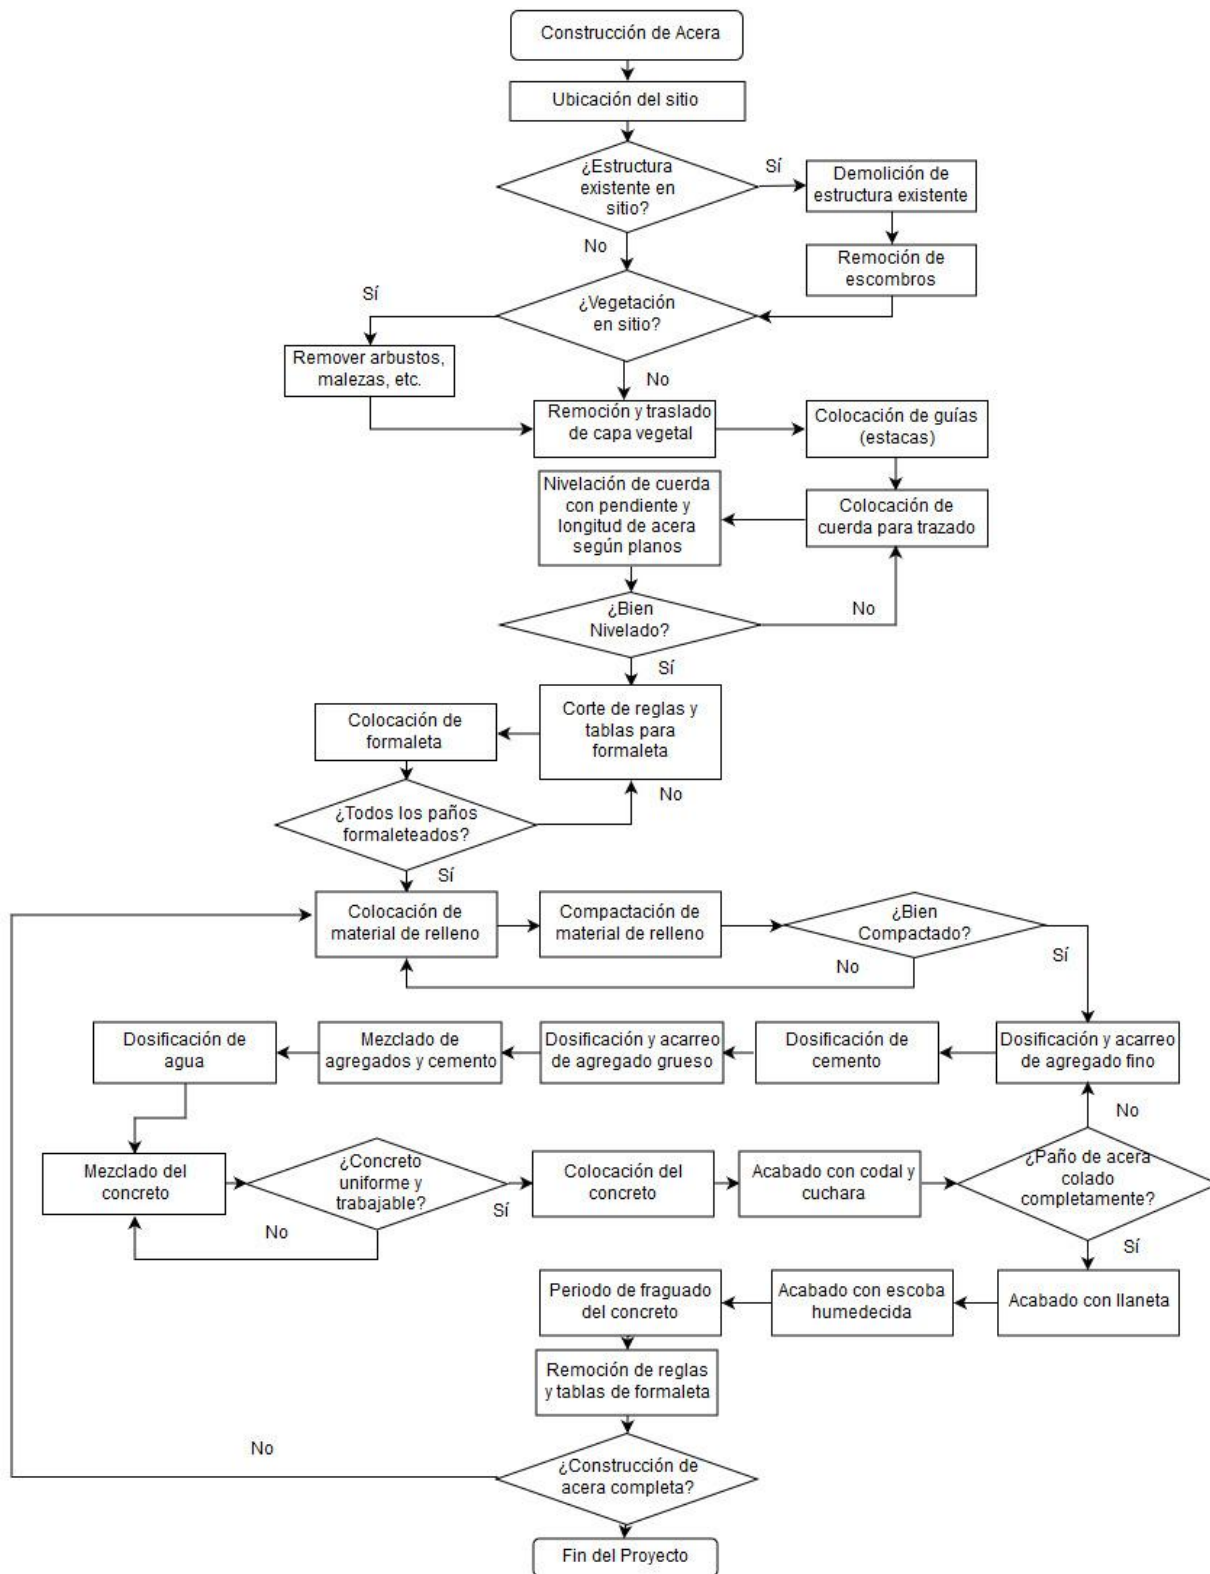 Construcción de Acera
Ubicación del sitio
¿Estructura
existente en
sitio?
Sí
Demolición de
estructura existente
No
Remoción de
escombros
¿Vegetación
en sitio?
Sí
Remover arbustos,
malezas, etc.
No
Remoción y traslado
de capa vegetal
Colocación de guías
(estacas)
Nivelación de cuerda
con pendiente y
longitud de acera
según planos
Colocación de
cuerda para trazado
¿Bien
Nivelado?
No
Sí
Corte de reglas y
tablas para
formaleta
Colocación de
formaleta
No
¿Todos los paños
formaleteados?
Sí
Colocación de
material de relleno
Compactación de
material de relleno
¿Bien
Compactado?
No
Sí
Dosificación de
agua
Mezclado de
agregados y cemento
Dosificación y acarreo
de agregado grueso
Dosificación de
cemento
Dosificación y acarreo
de agregado fino
No
Mezclado del
concreto
¿Concreto
uniforme y
trabajable?
Sí
No
Colocación del
concreto
Acabado con codal y
cuchara
¿Paño de acera
colado
completamente?
Sí
Periodo de fraguado
del concreto
Acabado con escoba
humedecida
Acabado con llaneta
Remoción de reglas
y tablas de formaleta
No
¿Construcción de
acera completa?
Fin del Proyecto